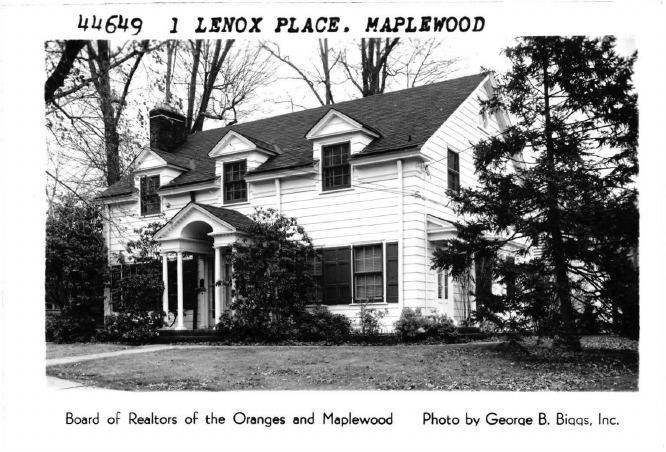 44649 1 LENOX PLACE. MAPLEWOOD
Board of Realtors of the Oranges and Maplewood Photo by George B. Biggs, Inc.